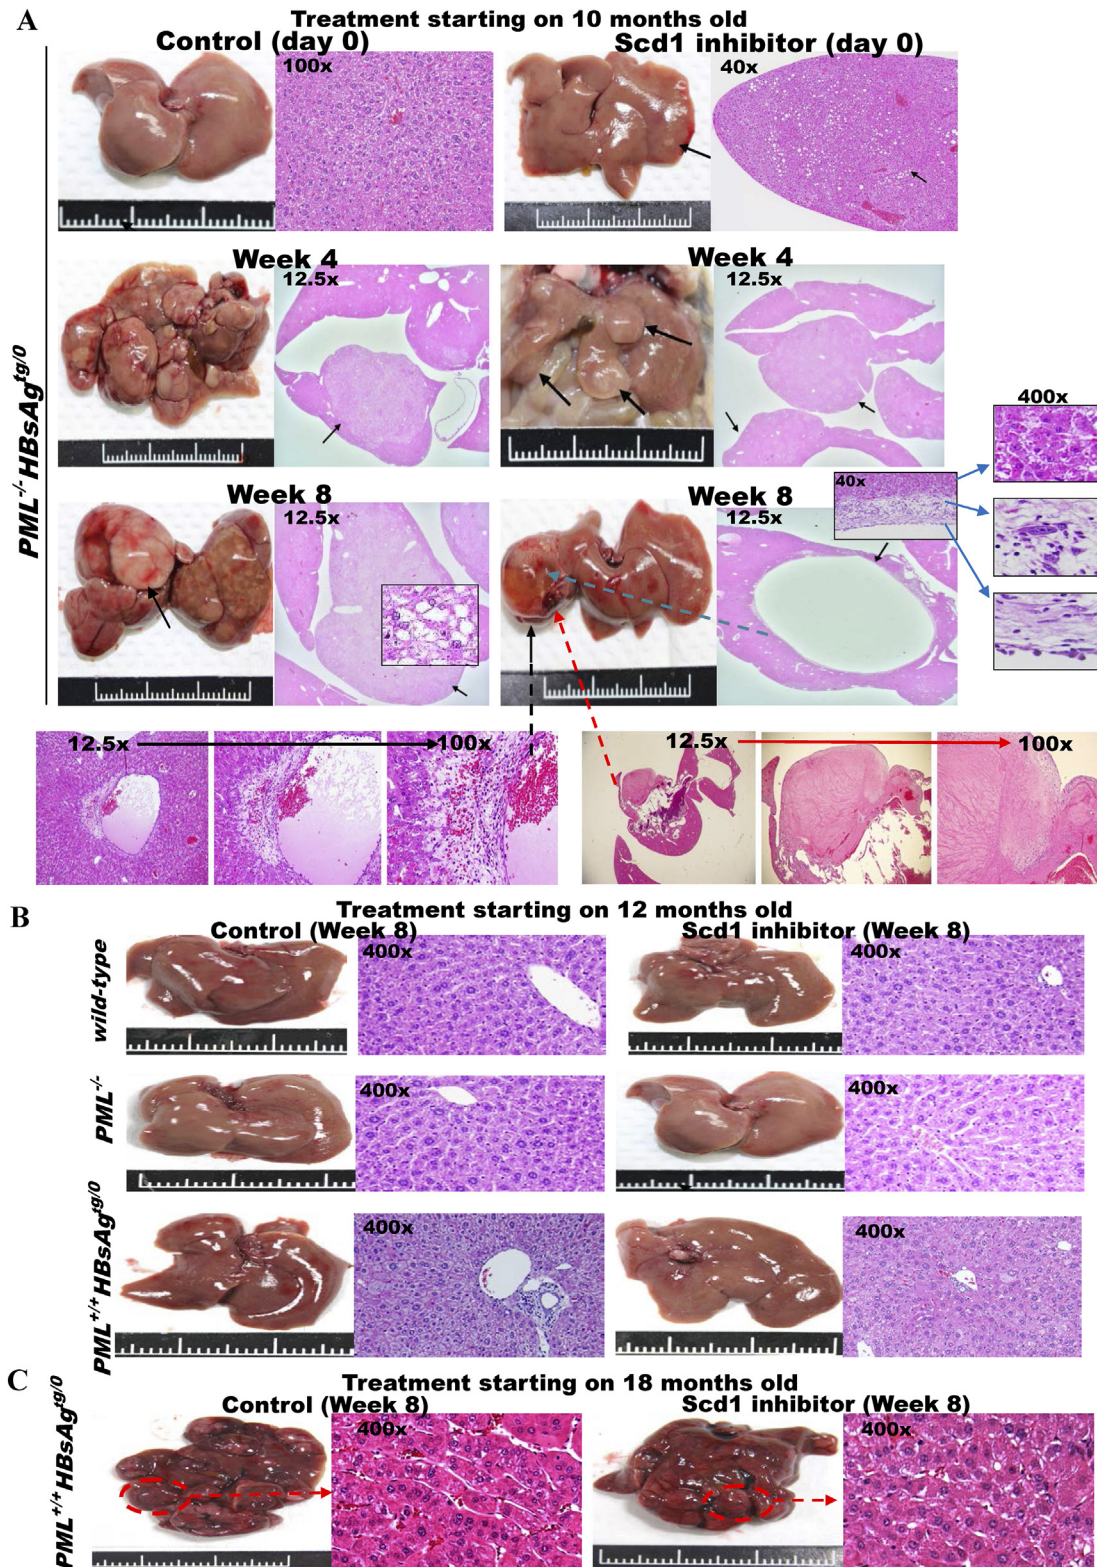 A
Treatment starting on 10 months old
Control (day 0)
Scd1 inhibitor (day 0)
100x
40x
PML-/-HBsAgtg/0
Week 4
Week 4
12.5x
12.5x
400x
Week 8
Week 8
40x
12.5x
12.5x
12.5x
100x
12.5x
100x
B
Treatment starting on 12 months old
Control (Week 8)
Scd1 inhibitor (Week 8)
wild-type
400x
400x
PML-/-
400x
400x
PML+/+HBsAgtg/0
400x
400x
C
Treatment starting on 18 months old
Control (Week 8)
Scd1 inhibitor (Week 8)
PML+/+HBsAgtg/0
400x
400x